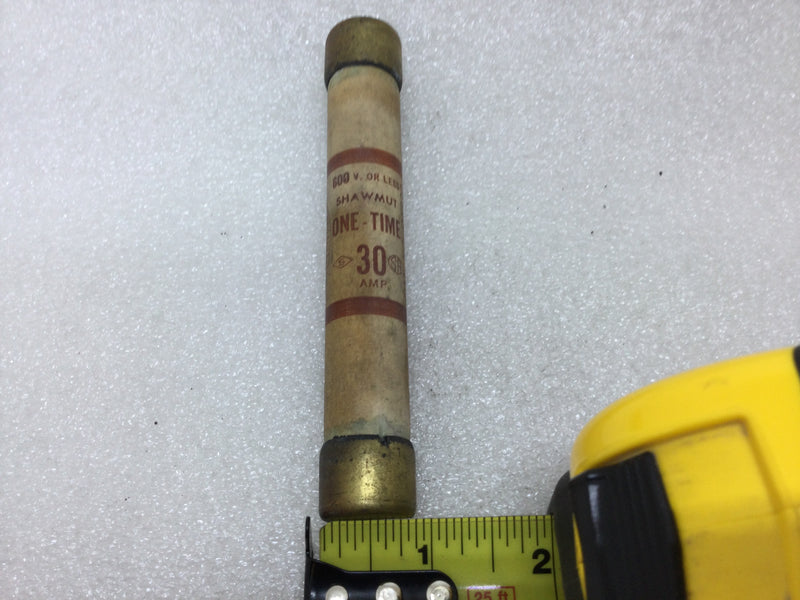 600 V. OR LESS
SHAWMUT
ONE-TIME
30
AMP.
1 2
25 ft